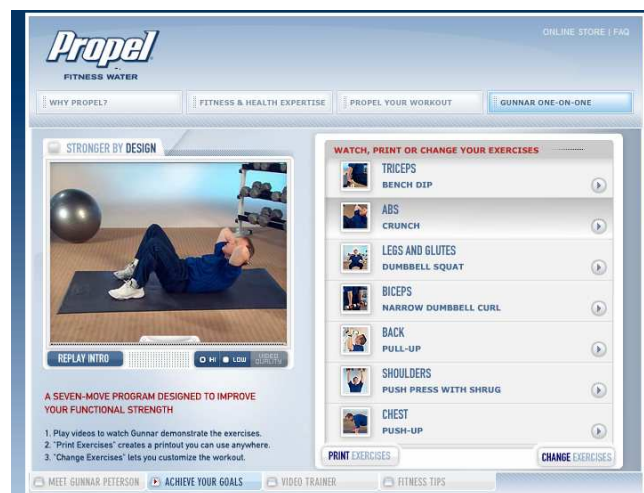 ONLINE STORE | FAQ
Propel
FITNESS WATER
WHY PROPEL?
FITNESS & HEALTH EXPERTISE
PROPEL YOUR WORKOUT
GUNNAR ONE-ON-ONE
STRONGER BY DESIGN
REPLAY INTRO
HI LOW VIDEO QUALITY
A SEVEN-MOVE PROGRAM DESIGNED TO IMPROVE
YOUR FUNCTIONAL STRENGTH
1. Play videos to watch Gunnar demonstrate the exercises.
2. "Print Exercises" creates a printout you can use anywhere.
3. "Change Exercises" lets you customize the workout.
WATCH, PRINT OR CHANGE YOUR EXERCISES
TRICEPS
BENCH DIP
ABS
CRUNCH
LEGS AND GLUTES
DUMBBELL SQUAT
BICEPS
NARROW DUMBBELL CURL
BACK
PULL-UP
SHOULDERS
PUSH PRESS WITH SHRUG
CHEST
PUSH-UP
PRINT EXERCISES
CHANGE EXERCISES
MEET GUNNAR PETERSON
ACHIEVE YOUR GOALS
VIDEO TRAINER
FITNESS TIPS